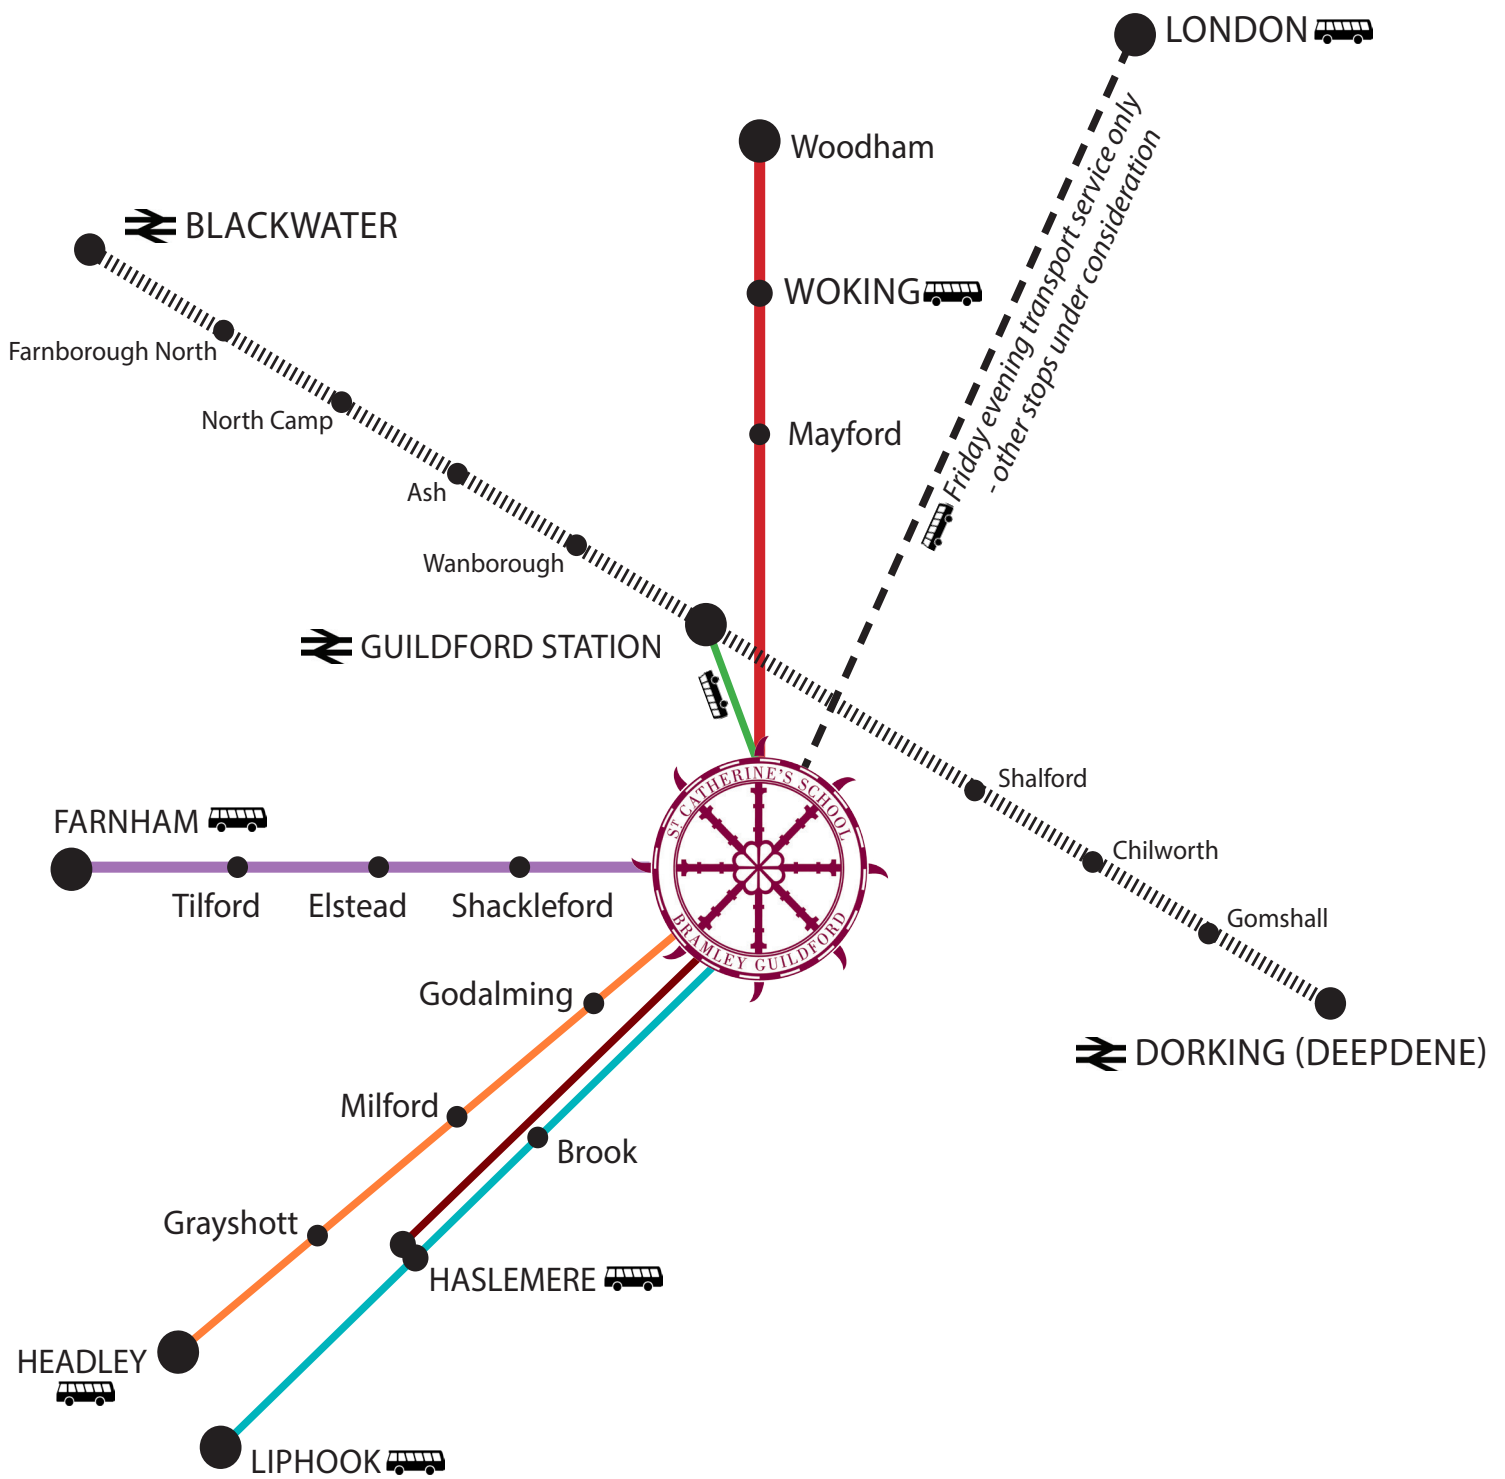 LONDON
Woodham
Friday evening transport service only
- other stops under consideration
BLACKWATER
WOKING
Farnborough North
North Camp
Mayford
Ash
Wanborough
GUILDFORD STATION
Shalford
ST CATHERINE'S SCHOOL
BRAMLEY GUILDFORD
FARNHAM
Chilworth
Tilford
Elstead
Shackleford
Gomshall
Godalming
DORKING (DEEPDENE)
Milford
Brook
Grayshott
HASLEMERE
HEADLEY
LIPHOOK